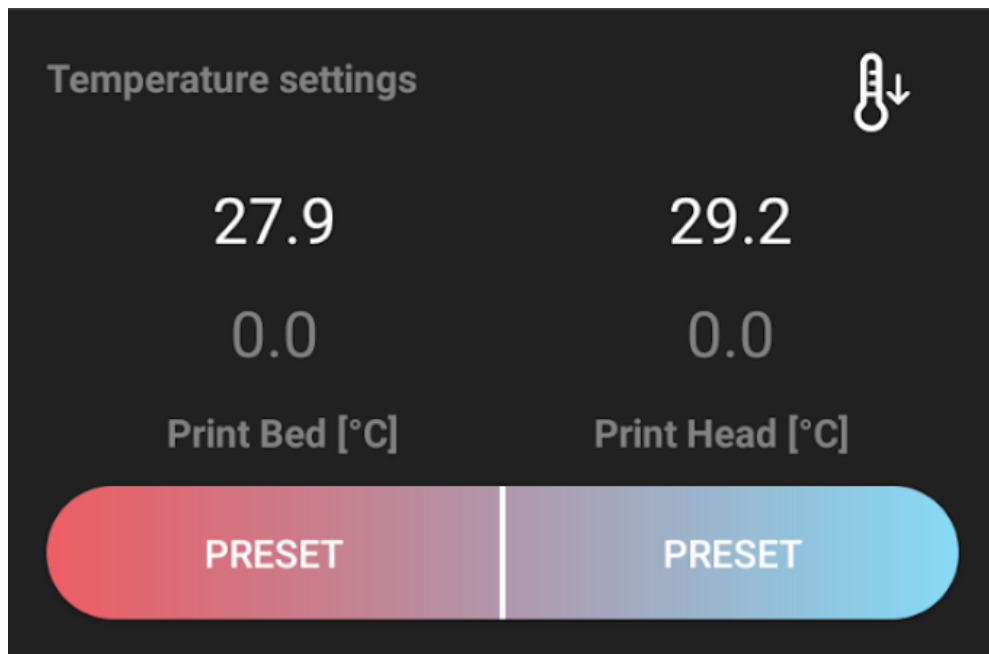 Temperature settings
27.9 29.2
0.0 0.0
Print Bed [°C] Print Head [°C]
PRESET PRESET